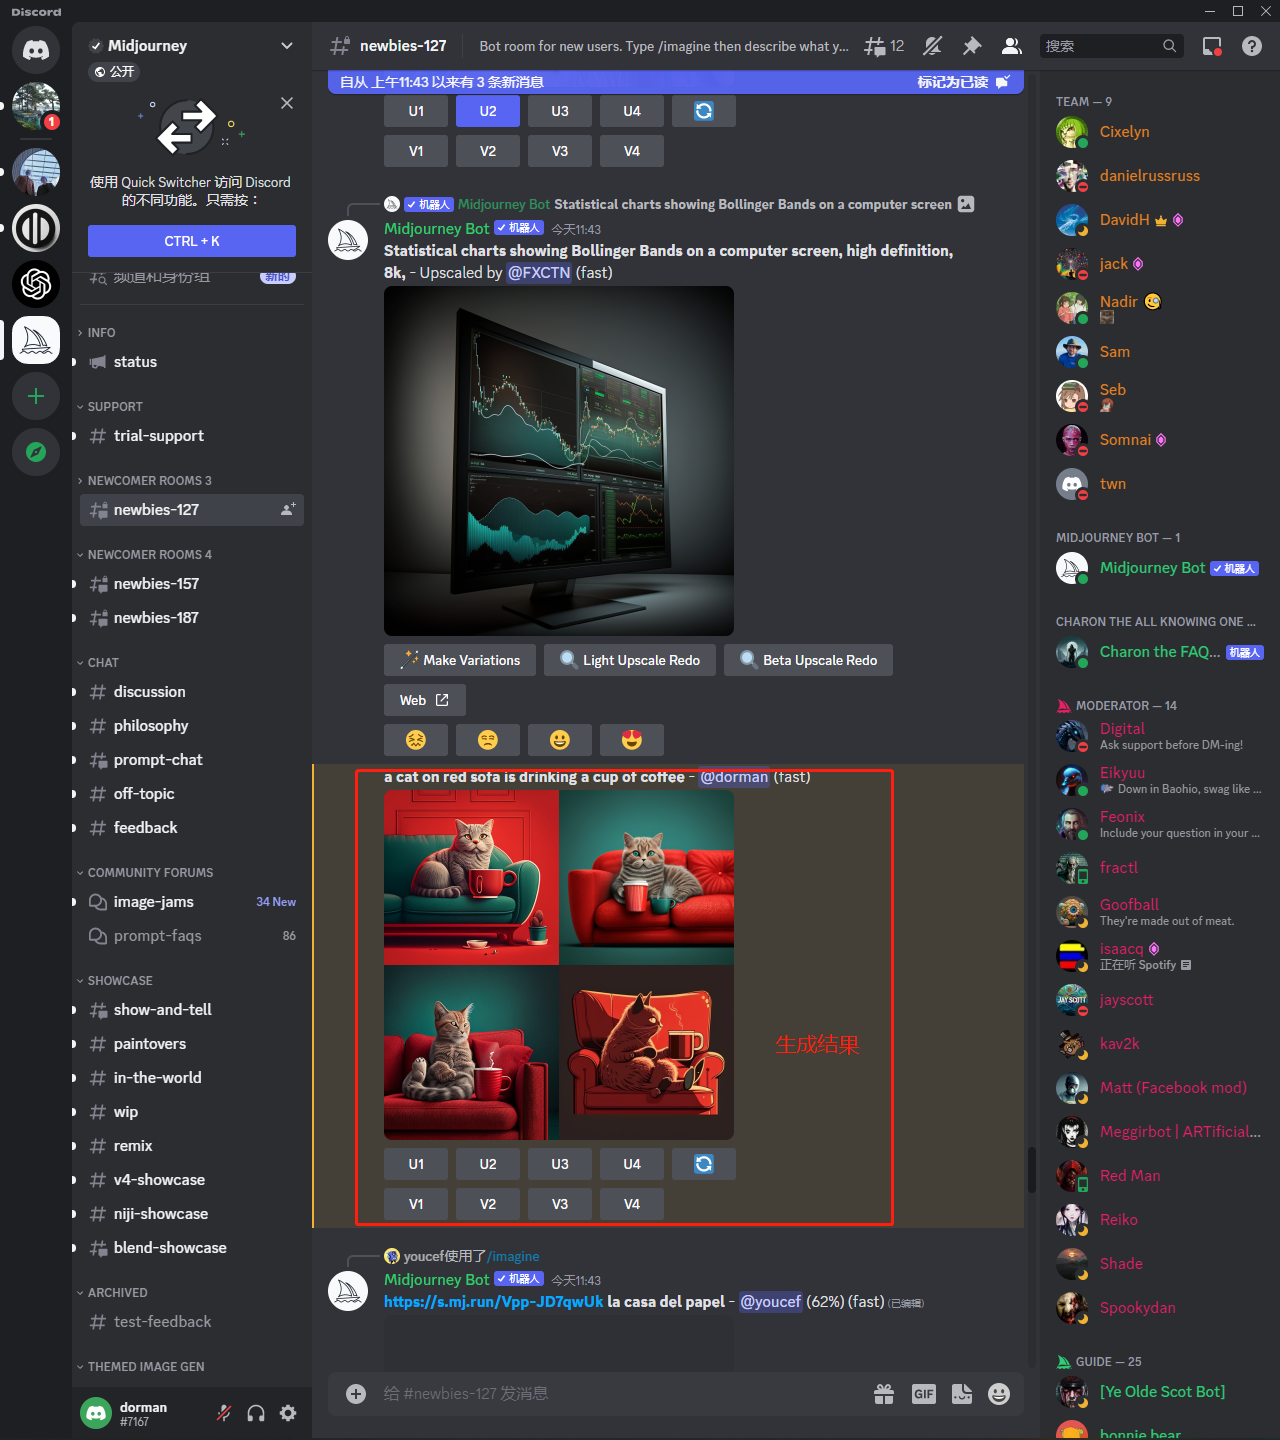 Discord
Midjourney
公开
使用 Quick Switcher 访问 Discord
的不同功能。只需按：
CTRL + K
频道和身份组
新的
INFO
status
SUPPORT
trial-support
NEWCOMER ROOMS 3
newbies-127
NEWCOMER ROOMS 4
newbies-157
newbies-187
CHAT
discussion
philosophy
prompt-chat
off-topic
feedback
COMMUNITY FORUMS
image-jams 34 New
prompt-faqs 86
SHOWCASE
show-and-tell
paintovers
in-the-world
wip
remix
v4-showcase
niji-showcase
blend-showcase
ARCHIVED
test-feedback
THEMED IMAGE GEN
dorman
#7167
1
newbies-127 Bot room for new users. Type /imagine then describe what y... 12 搜索
自从 上午11:43 以来有 3 条新消息 标记为已读
U1 U2 U3 U4
V1 V2 V3 V4
机器人 Midjourney Bot Statistical charts showing Bollinger Bands on a computer screen
Midjourney Bot 机器人 今天11:43
Statistical charts showing Bollinger Bands on a computer screen, high definition,
8k, - Upscaled by @FXCTN (fast)
Make Variations Light Upscale Redo Beta Upscale Redo
Web
a cat on red sofa is drinking a cup of coffee - @dorman (fast)
生成结果
U1 U2 U3 U4
V1 V2 V3 V4
youcef使用了/imagine
Midjourney Bot 机器人 今天11:43
https://s.mj.run/Vpp-JD7qwUk la casa del papel - @youcef (62%) (fast) (已编辑)
给 #newbies-127 发消息
GIF
TEAM — 9
Cixelyn
danielrussruss
DavidH
jack
Nadir
Sam
Seb
Somnai
twn
MIDJOURNEY BOT — 1
Midjourney Bot 机器人
CHARON THE ALL KNOWING ONE ...
Charon the FAQ... 机器人
MODERATOR — 14
Digital
Ask support before DM-ing!
Eikyuu
Down in Baohio, swag like ...
Feonix
Include your question in your ...
fractl
Goofball
They're made out of meat.
isaacq
正在听 Spotify
jayscott
JAY SCOTT
kav2k
Matt (Facebook mod)
Meggirbot | ARTificial...
Red Man
Reiko
Shade
Spookydan
GUIDE — 25
[Ye Olde Scot Bot]
bonnie bear